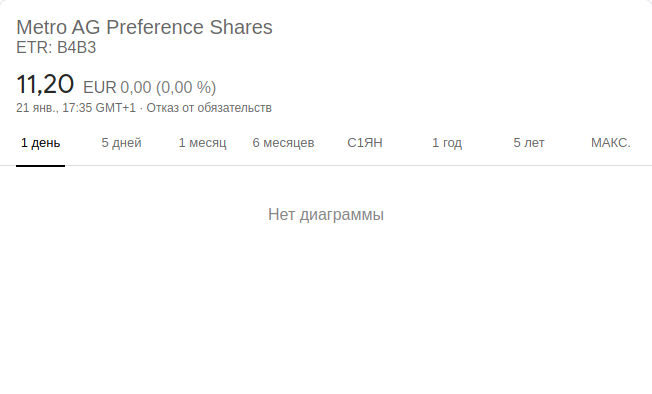 Metro AG Preference Shares
ETR: B4B3
11,20 EUR 0,00 (0,00 %)
21 янв., 17:35 GMT+1 · Отказ от обязательств
1 день 5 дней 1 месяц 6 месяцев С1ЯН 1 год 5 лет МАКС.
Нет диаграммы